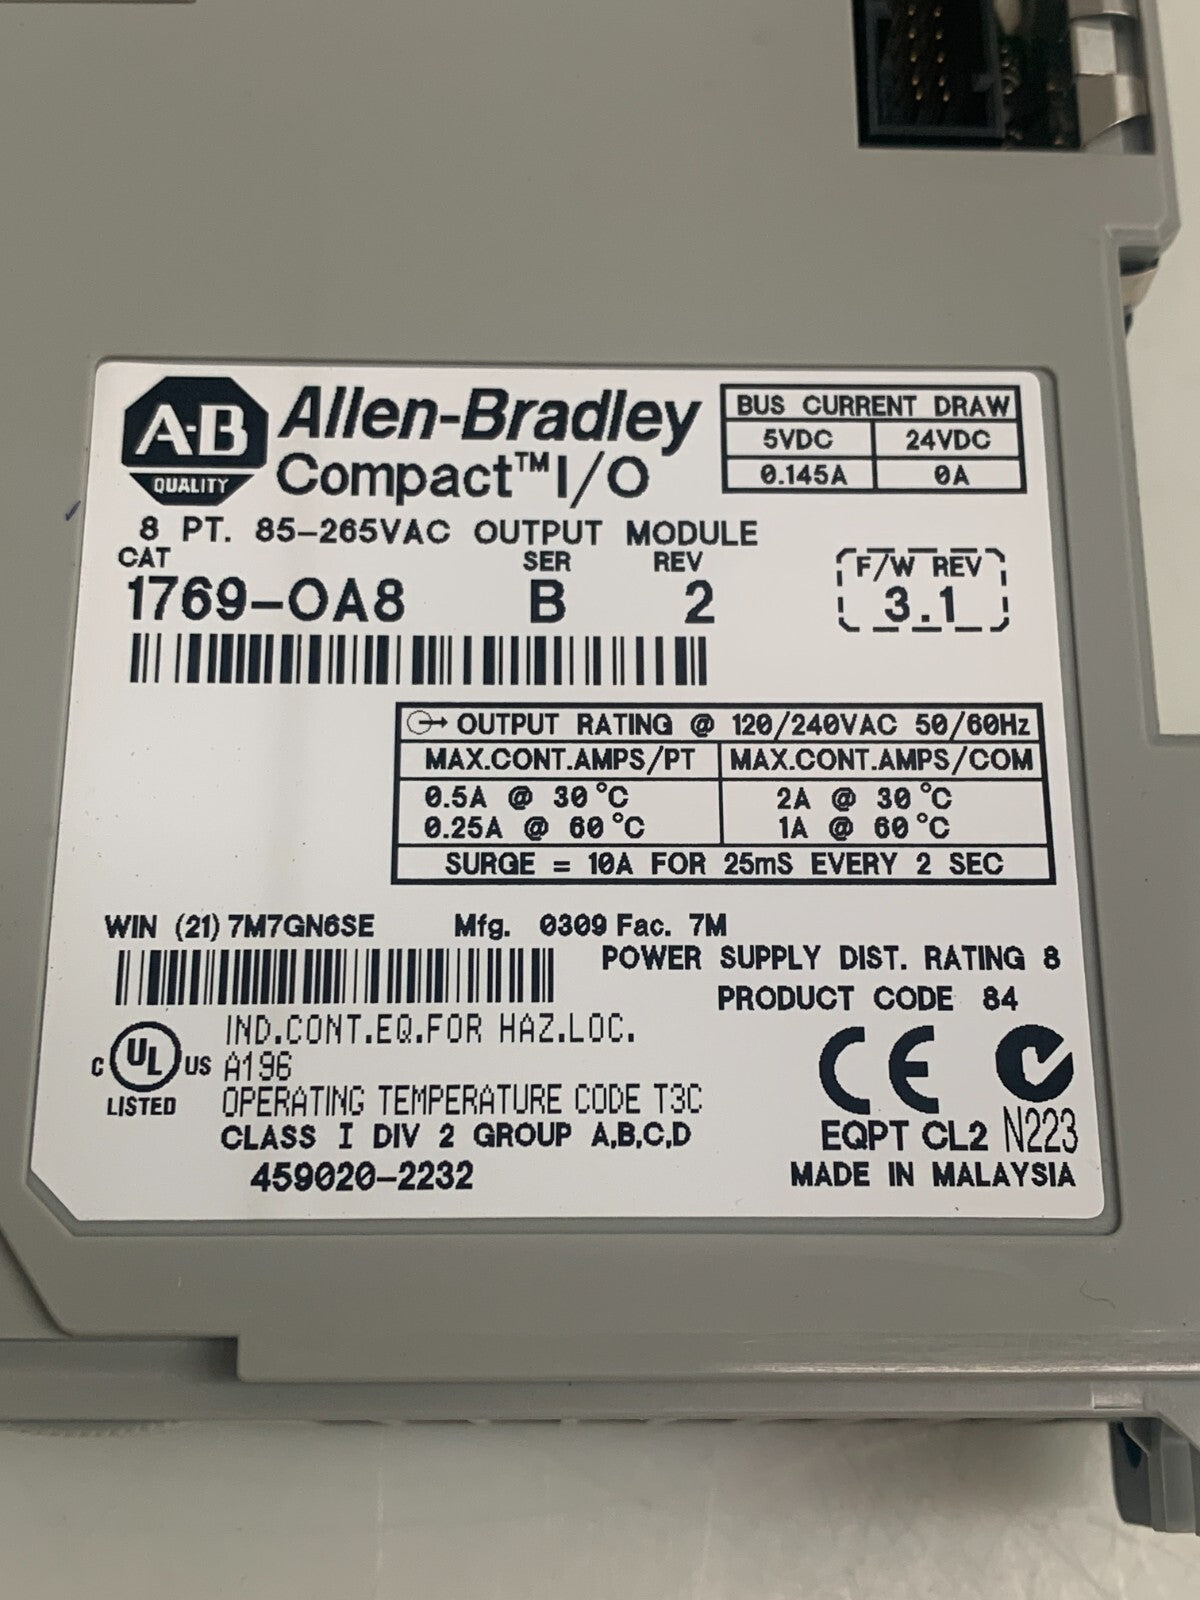 A-B
QUALITY
Allen-Bradley
Compact™I/O
BUS CURRENT DRAW
5VDC 24VDC
0.145A 0A
8 PT. 85-265VAC OUTPUT MODULE
CAT SER REV
1769-OA8 B 2
F/W REV
3.1
OUTPUT RATING @ 120/240VAC 50/60Hz
MAX.CONT.AMPS/PT MAX.CONT.AMPS/COM
0.5A @ 30°C 2A @ 30°C
0.25A @ 60°C 1A @ 60°C
SURGE = 10A FOR 25mS EVERY 2 SEC
WIN (21) 7M7GN6SE Mfg. 0309 Fac. 7M
POWER SUPPLY DIST. RATING 8
PRODUCT CODE 84
C UL US
LISTED
IND.CONT.EQ.FOR HAZ.LOC.
A196
OPERATING TEMPERATURE CODE T3C
CLASS I DIV 2 GROUP A,B,C,D
459020-2232
CE
EQPT CL2 N223
MADE IN MALAYSIA